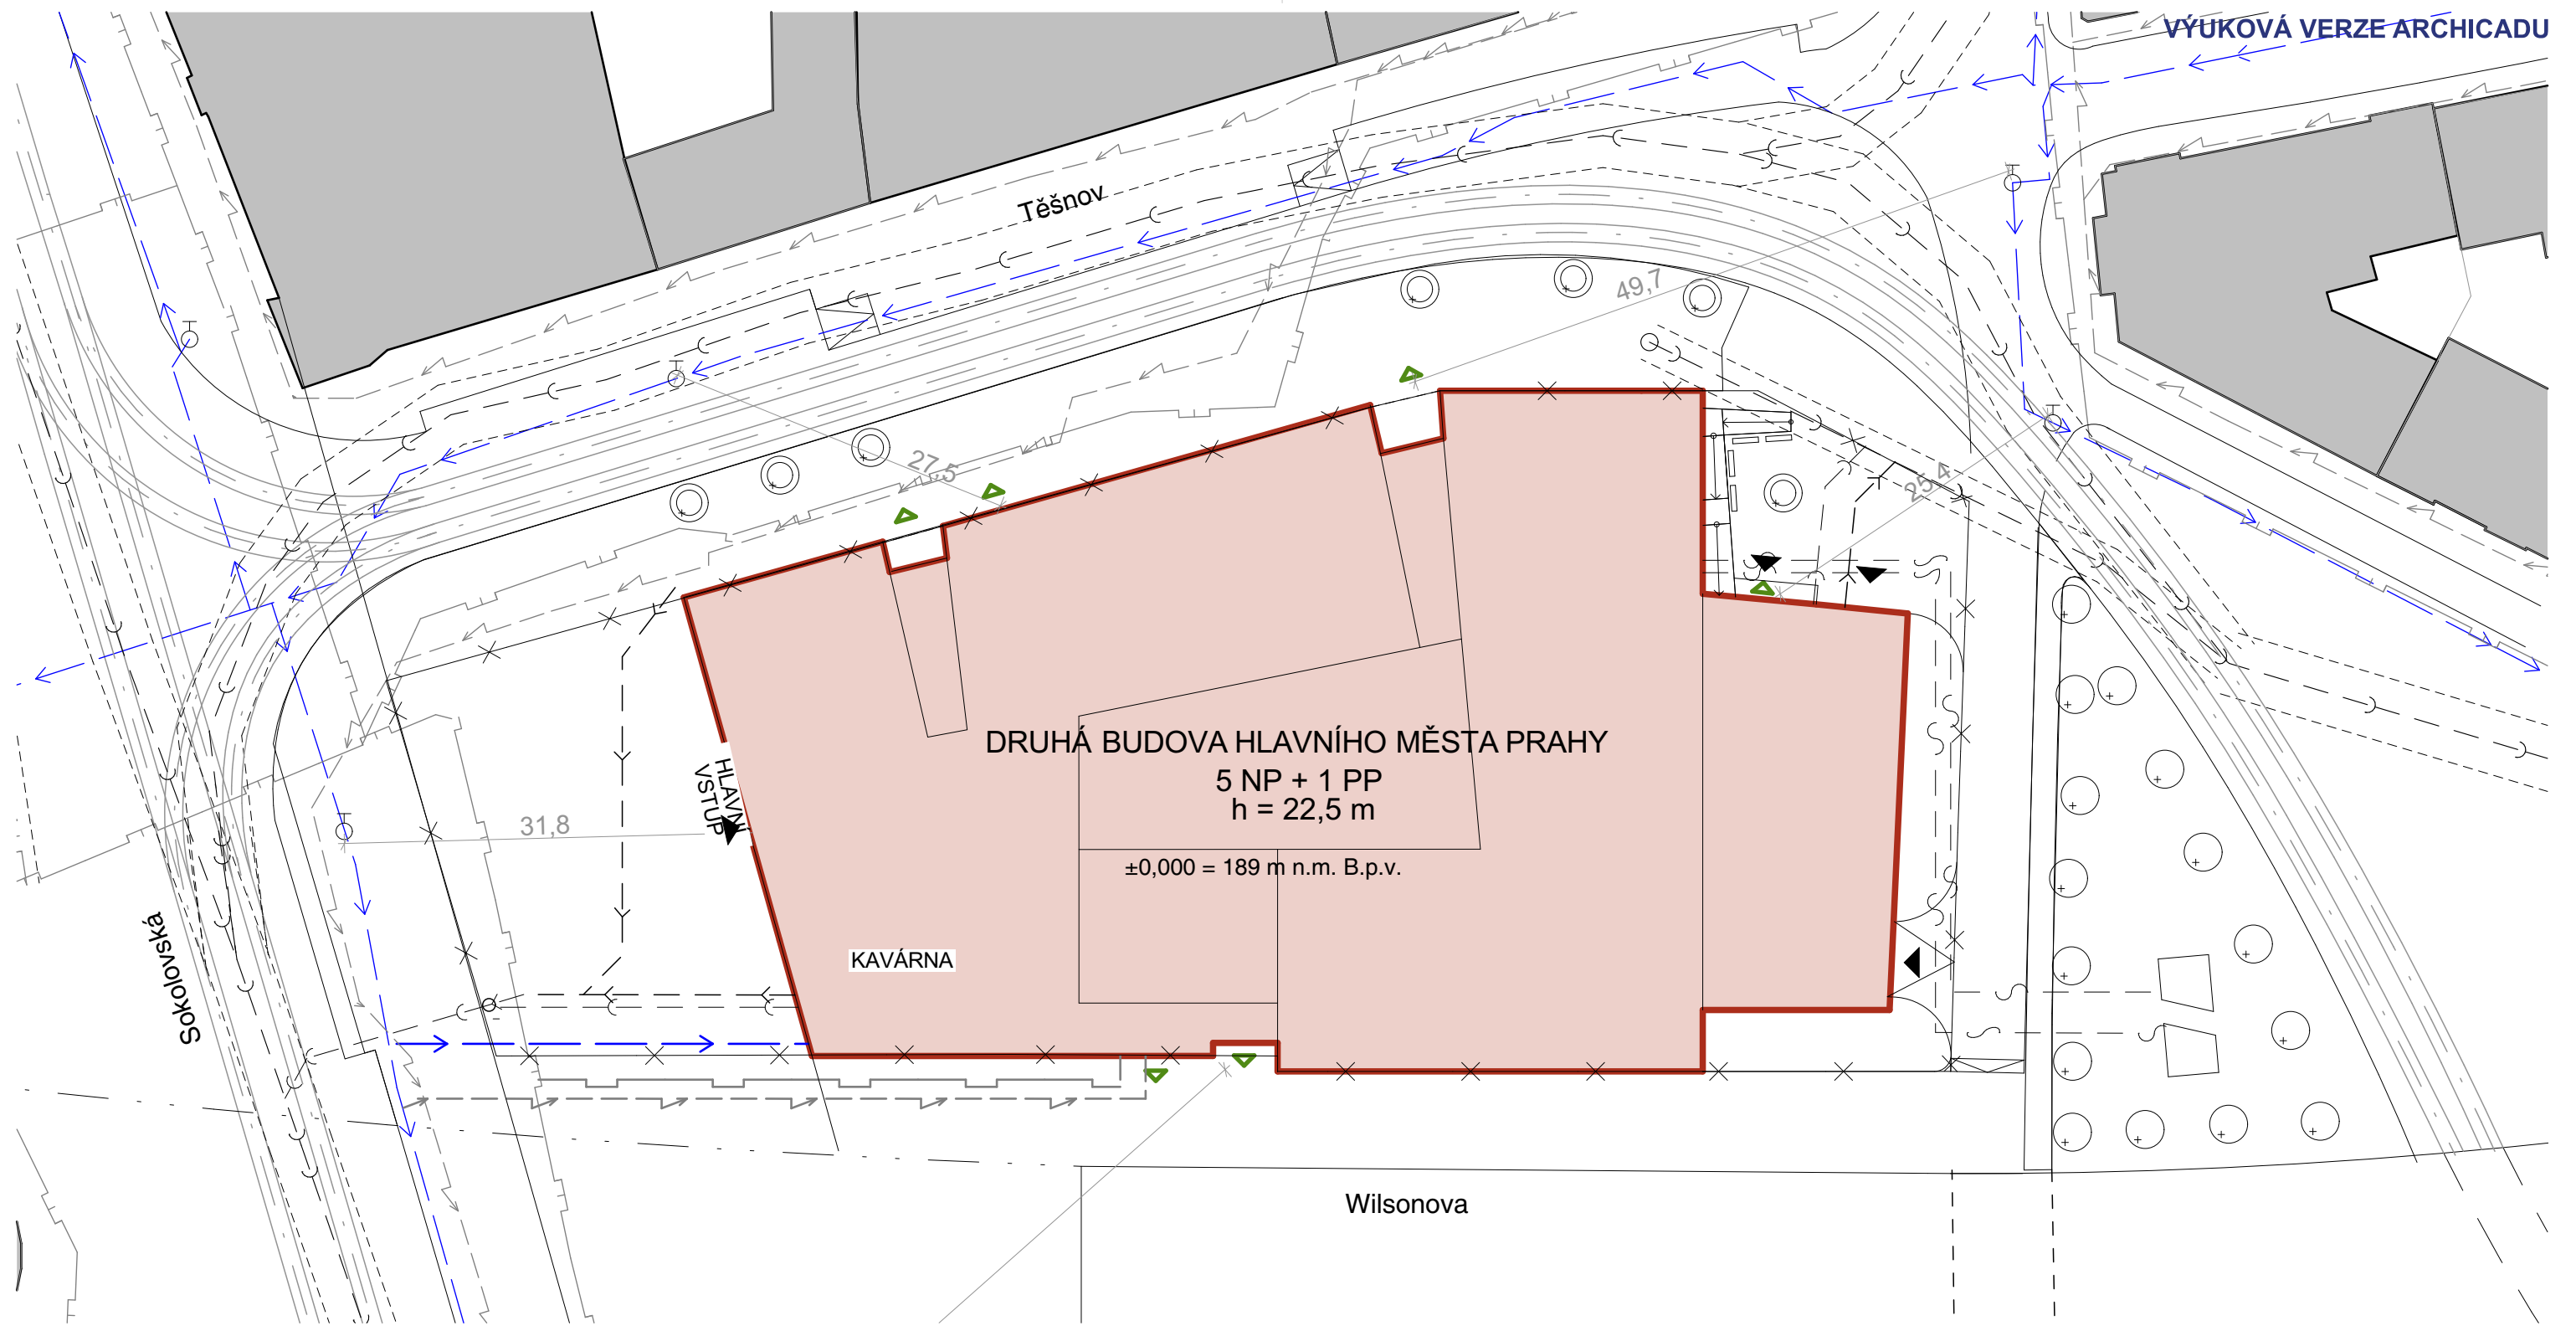 VÝUKOVÁ VERZE ARCHICADU
Těšnov
49,7
27,5
25,4
DRUHÁ BUDOVA HLAVNÍHO MĚSTA PRAHY
5 NP + 1 PP
h = 22,5 m
HLAVNÍ
VSTUP
31,8
±0,000 = 189 m n.m. B.p.v.
KAVÁRNA
Sokolovská
Wilsonova